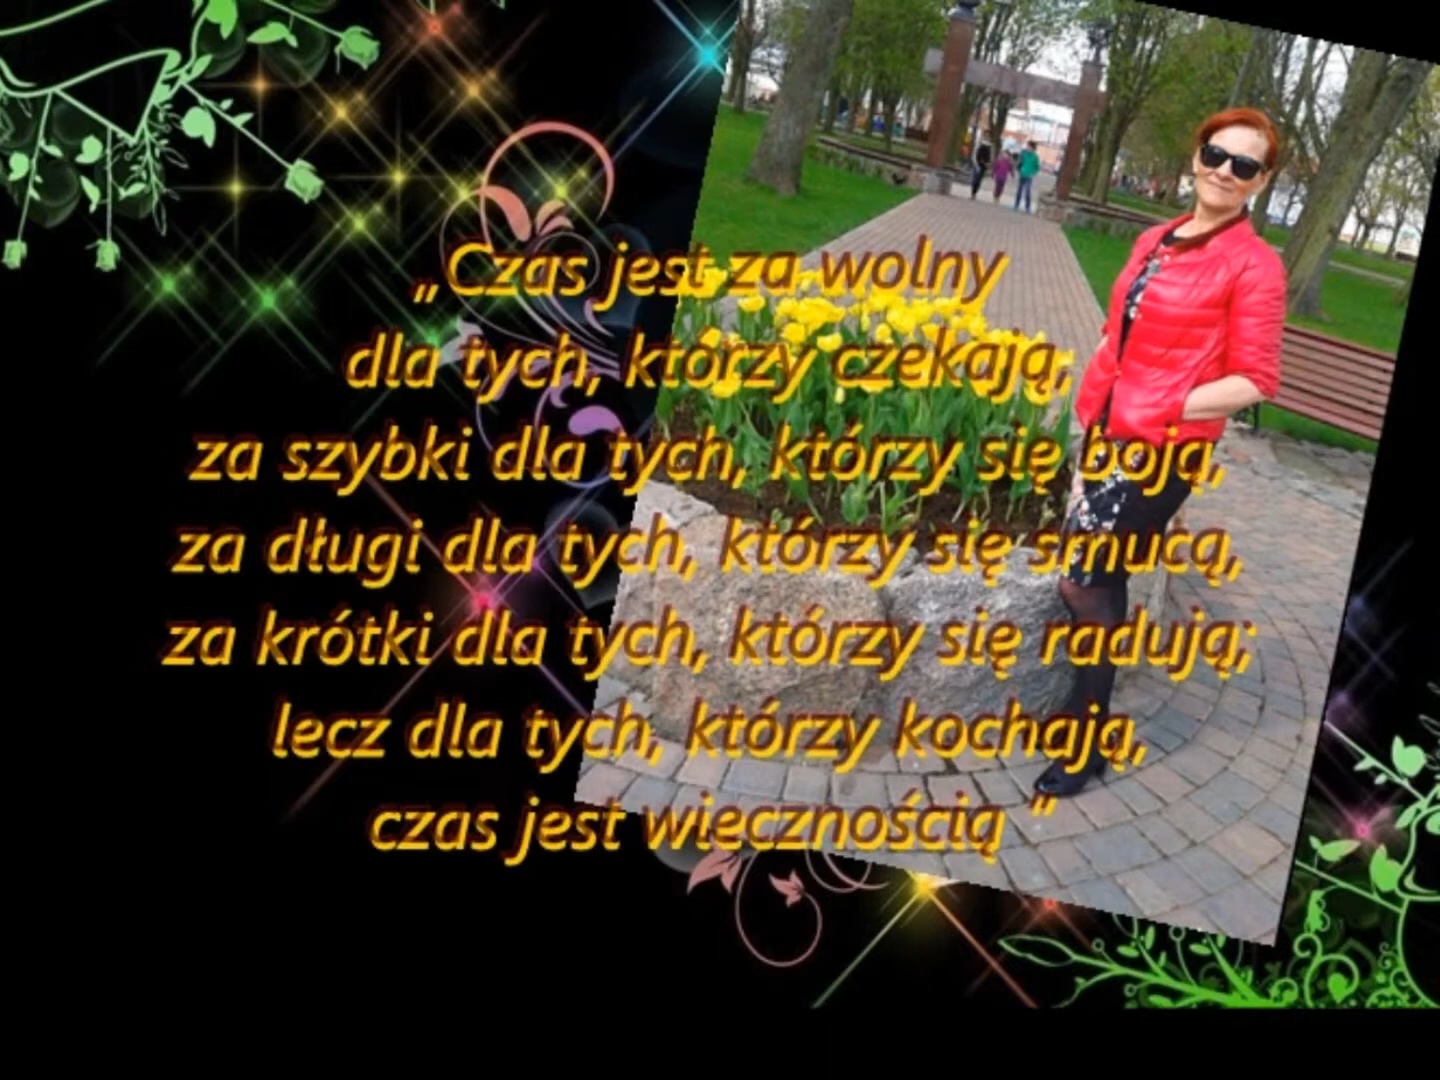 „Czas jest za wolny
dla tych, którzy czekają,
za szybki dla tych, którzy się boją,
za długi dla tych, którzy się smucą,
za krótki dla tych, którzy się radują;
lecz dla tych, którzy kochają,
czas jest wiecznością ”